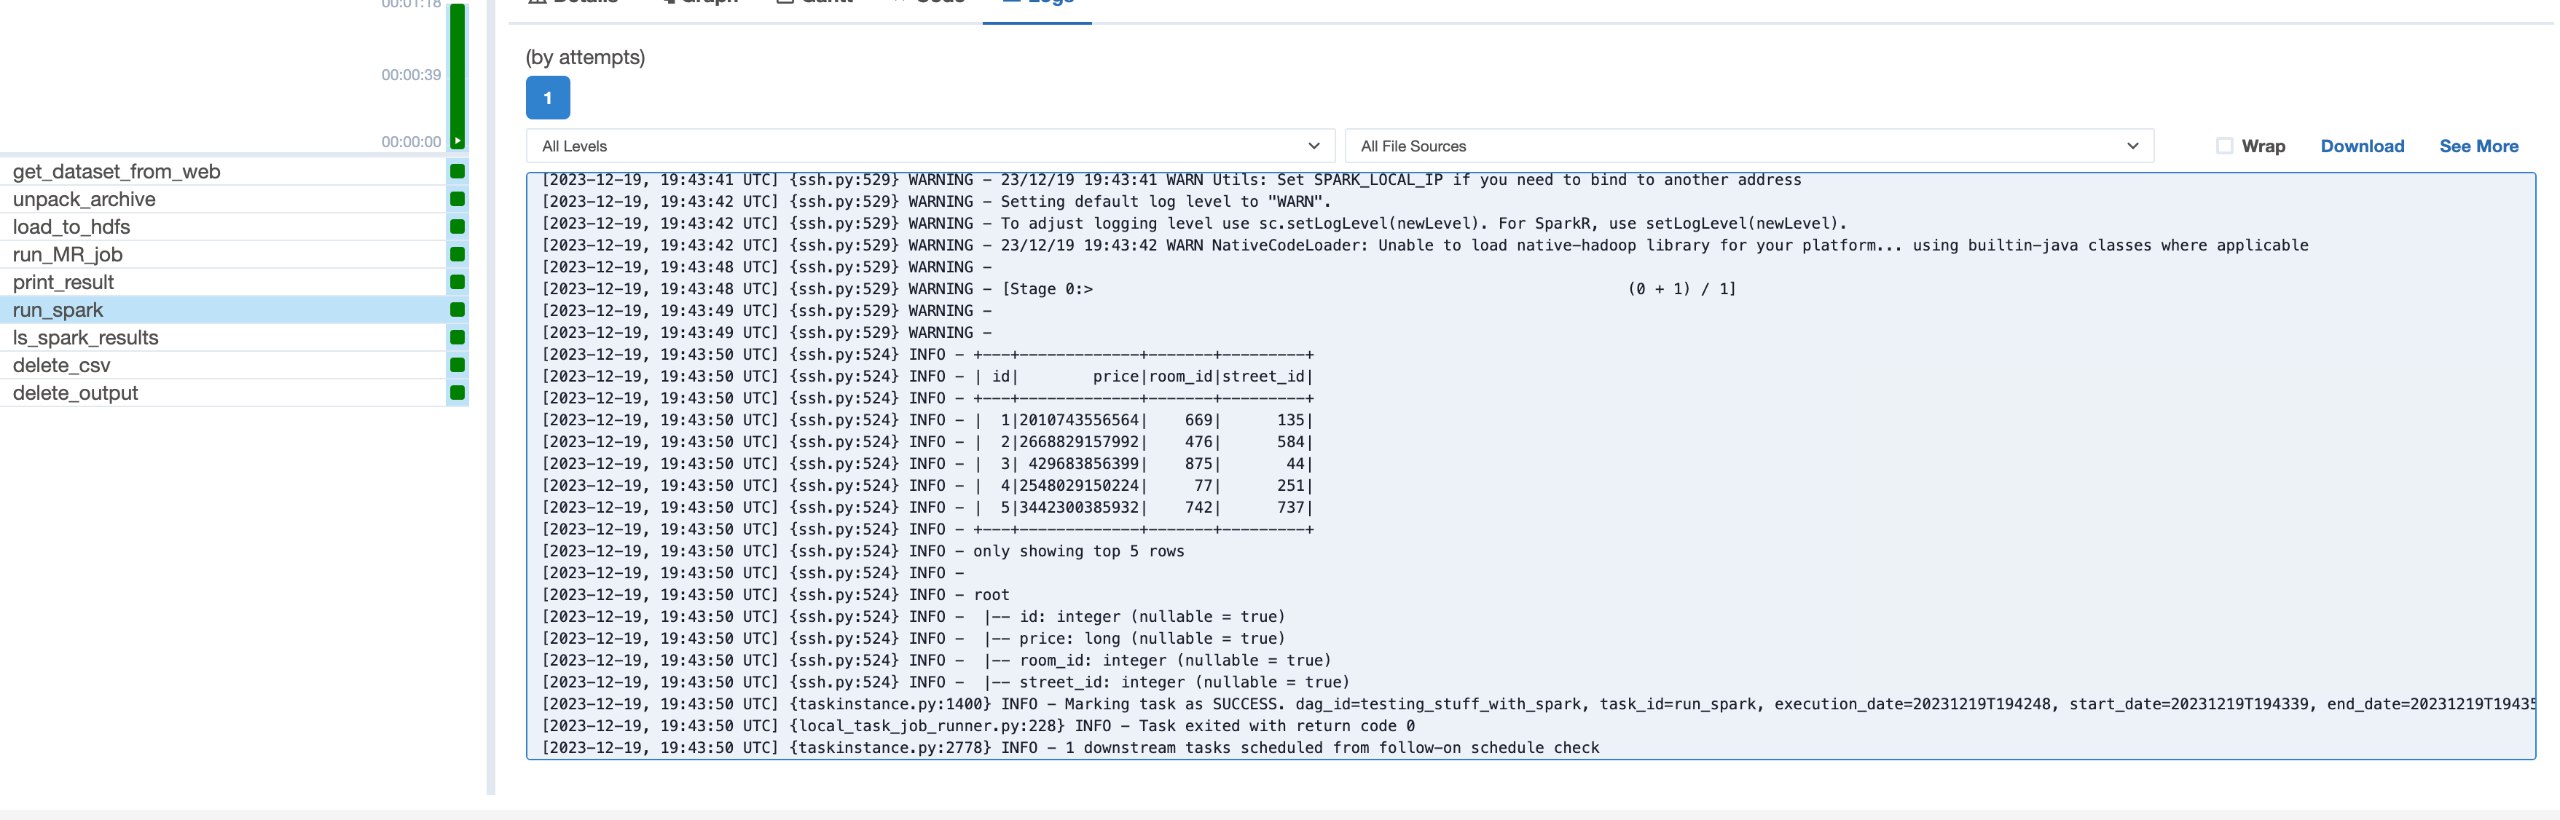 00:01:18
00:00:39
00:00:00
get_dataset_from_web
unpack_archive
load_to_hdfs
run_MR_job
print_result
run_spark
ls_spark_results
delete_csv
delete_output
Details Graph Gantt Code Logs
(by attempts)
1
All Levels All File Sources Wrap Download See More
[2023-12-19, 19:43:41 UTC] {ssh.py:529} WARNING - 23/12/19 19:43:41 WARN Utils: Set SPARK_LOCAL_IP if you need to bind to another address
[2023-12-19, 19:43:42 UTC] {ssh.py:529} WARNING - Setting default log level to "WARN".
[2023-12-19, 19:43:42 UTC] {ssh.py:529} WARNING - To adjust logging level use sc.setLogLevel(newLevel). For SparkR, use setLogLevel(newLevel).
[2023-12-19, 19:43:42 UTC] {ssh.py:529} WARNING - 23/12/19 19:43:42 WARN NativeCodeLoader: Unable to load native-hadoop library for your platform... using builtin-java classes where applicable
[2023-12-19, 19:43:48 UTC] {ssh.py:529} WARNING -
[2023-12-19, 19:43:48 UTC] {ssh.py:529} WARNING - [Stage 0:> (0 + 1) / 1]
[2023-12-19, 19:43:49 UTC] {ssh.py:529} WARNING -
[2023-12-19, 19:43:49 UTC] {ssh.py:529} WARNING -
[2023-12-19, 19:43:50 UTC] {ssh.py:524} INFO - +---+-------------+-------+---------+
[2023-12-19, 19:43:50 UTC] {ssh.py:524} INFO - | id|        price|room_id|street_id|
[2023-12-19, 19:43:50 UTC] {ssh.py:524} INFO - +---+-------------+-------+---------+
[2023-12-19, 19:43:50 UTC] {ssh.py:524} INFO - |  1|2010743556564|    669|      135|
[2023-12-19, 19:43:50 UTC] {ssh.py:524} INFO - |  2|2668829157992|    476|      584|
[2023-12-19, 19:43:50 UTC] {ssh.py:524} INFO - |  3| 429683856399|    875|       44|
[2023-12-19, 19:43:50 UTC] {ssh.py:524} INFO - |  4|2548029150224|     77|      251|
[2023-12-19, 19:43:50 UTC] {ssh.py:524} INFO - |  5|3442300385932|    742|      737|
[2023-12-19, 19:43:50 UTC] {ssh.py:524} INFO - +---+-------------+-------+---------+
[2023-12-19, 19:43:50 UTC] {ssh.py:524} INFO - only showing top 5 rows
[2023-12-19, 19:43:50 UTC] {ssh.py:524} INFO -
[2023-12-19, 19:43:50 UTC] {ssh.py:524} INFO - root
[2023-12-19, 19:43:50 UTC] {ssh.py:524} INFO -  |-- id: integer (nullable = true)
[2023-12-19, 19:43:50 UTC] {ssh.py:524} INFO -  |-- price: long (nullable = true)
[2023-12-19, 19:43:50 UTC] {ssh.py:524} INFO -  |-- room_id: integer (nullable = true)
[2023-12-19, 19:43:50 UTC] {ssh.py:524} INFO -  |-- street_id: integer (nullable = true)
[2023-12-19, 19:43:50 UTC] {taskinstance.py:1400} INFO - Marking task as SUCCESS. dag_id=testing_stuff_with_spark, task_id=run_spark, execution_date=20231219T194248, start_date=20231219T194339, end_date=20231219T19435
[2023-12-19, 19:43:50 UTC] {local_task_job_runner.py:228} INFO - Task exited with return code 0
[2023-12-19, 19:43:50 UTC] {taskinstance.py:2778} INFO - 1 downstream tasks scheduled from follow-on schedule check